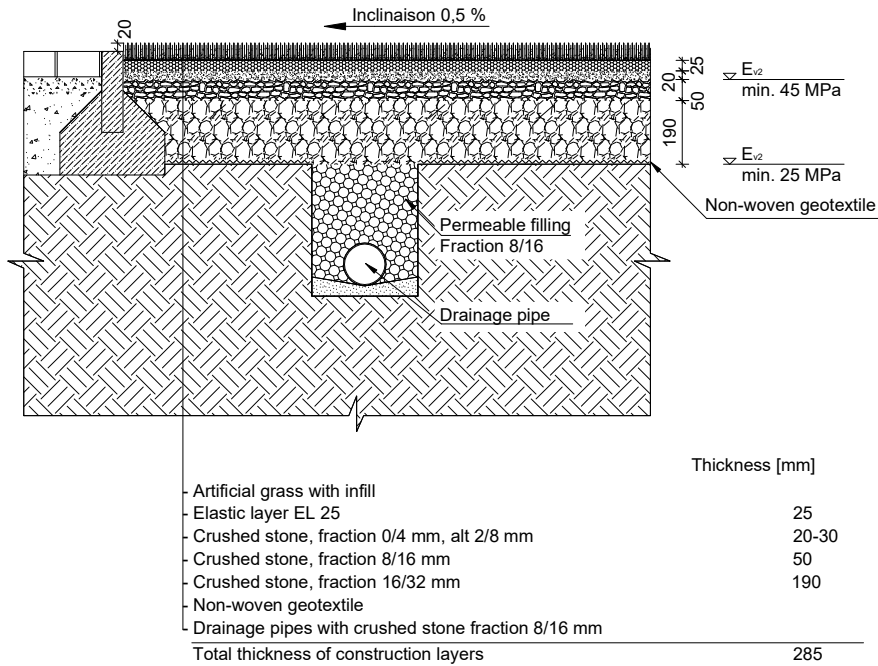 Inclinaison 0,5 %
20
25
20
50
190
Ev2
min. 45 MPa
Ev2
min. 25 MPa
Non-woven geotextile
Permeable filling
Fraction 8/16
Drainage pipe
Thickness [mm]
- Artificial grass with infill
- Elastic layer EL 25 25
- Crushed stone, fraction 0/4 mm, alt 2/8 mm 20-30
- Crushed stone, fraction 8/16 mm 50
- Crushed stone, fraction 16/32 mm 190
- Non-woven geotextile
- Drainage pipes with crushed stone fraction 8/16 mm
Total thickness of construction layers 285